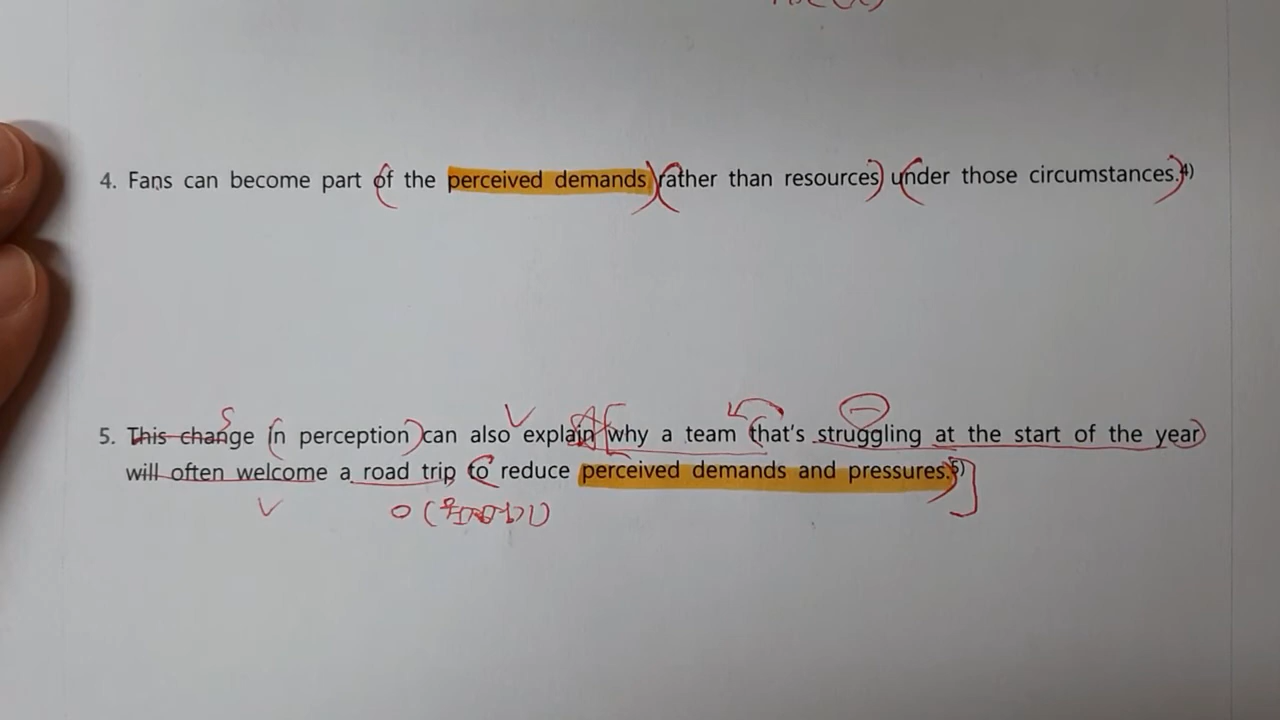 4. Fans can become part of the perceived demands rather than resources under those circumstances.4)
S V
5. This change in perception can also explain why a team that's struggling at the start of the year
will often welcome a road trip to reduce perceived demands and pressures.5)
V O